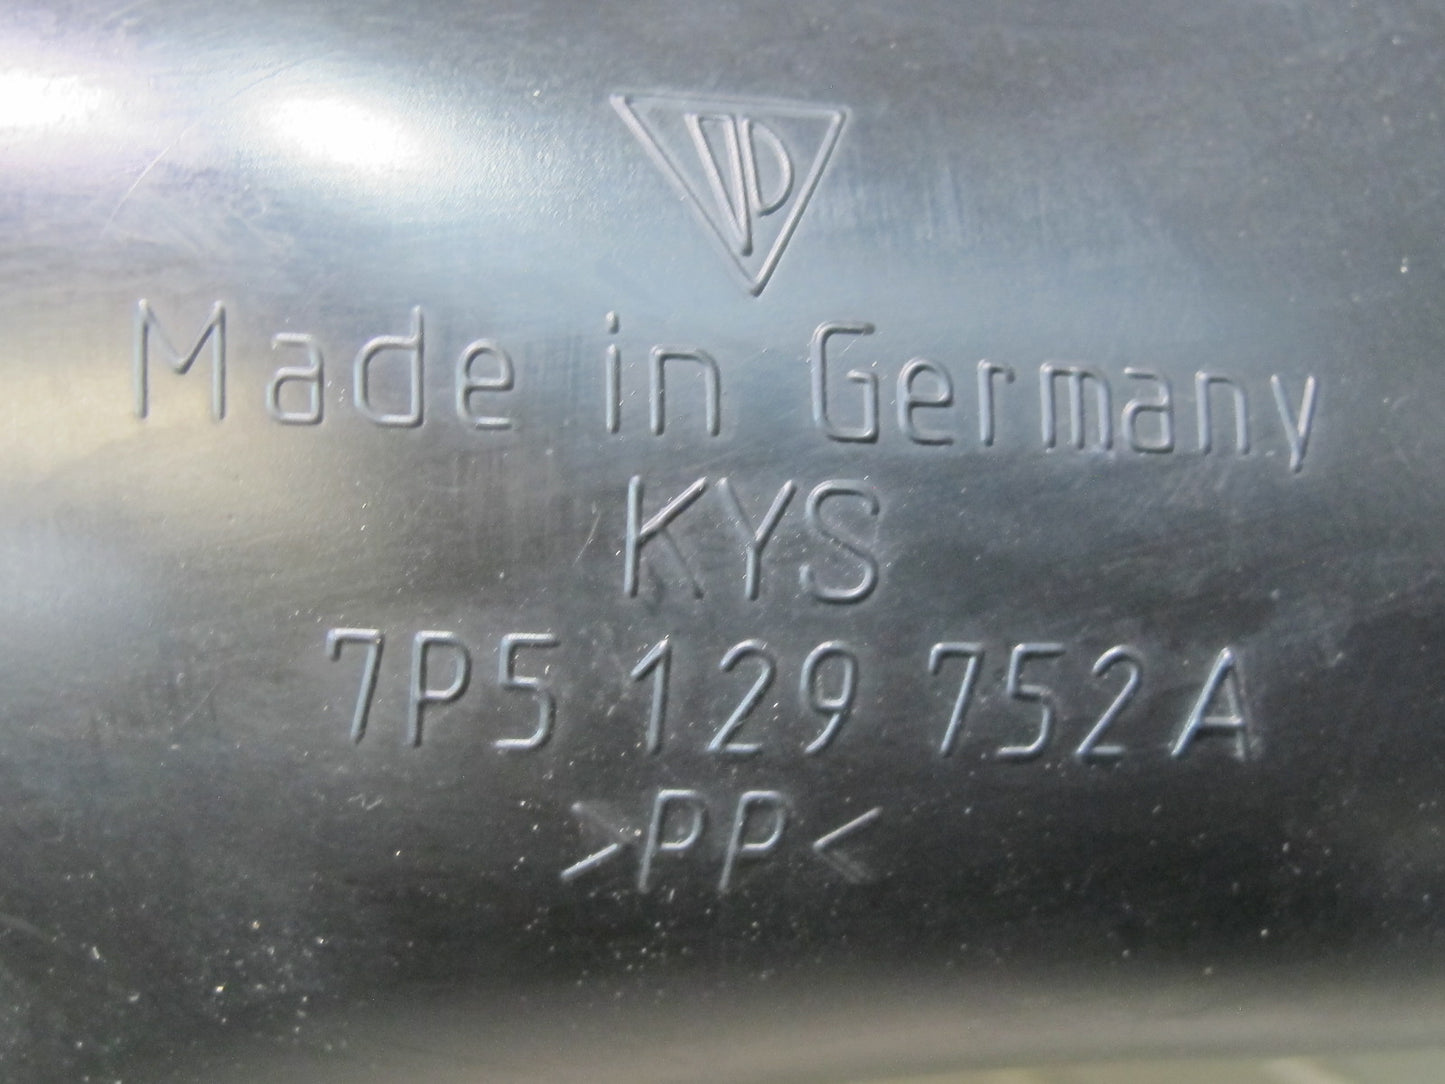 Made in Germany
KYS
7P5 129 752A
>PP<